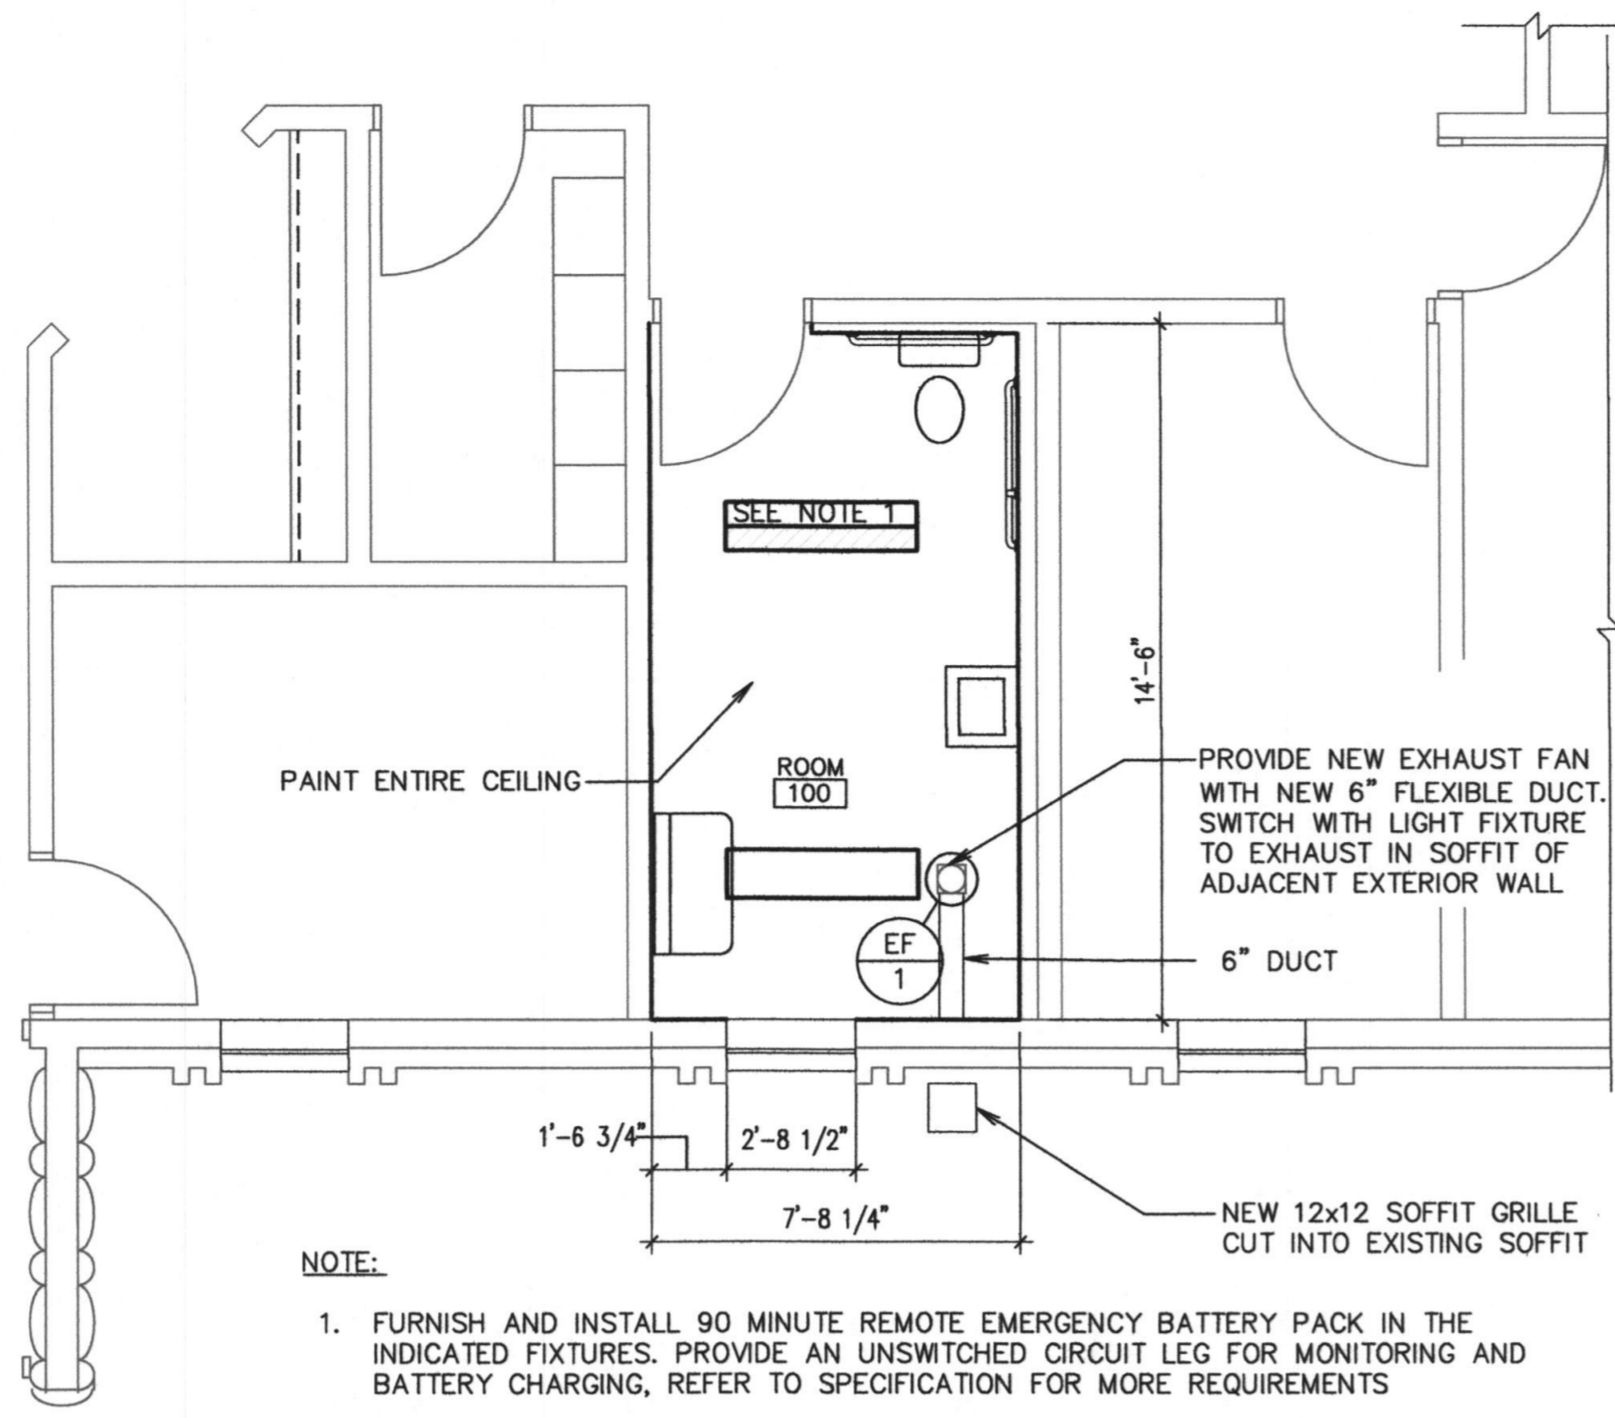 SEE NOTE 1
14'-6"
PAINT ENTIRE CEILING
ROOM
100
PROVIDE NEW EXHAUST FAN
WITH NEW 6" FLEXIBLE DUCT.
SWITCH WITH LIGHT FIXTURE
TO EXHAUST IN SOFFIT OF
ADJACENT EXTERIOR WALL
EF
1
6" DUCT
1'-6 3/4"
2'-8 1/2"
7'-8 1/4"
NEW 12x12 SOFFIT GRILLE
CUT INTO EXISTING SOFFIT
NOTE:
1. FURNISH AND INSTALL 90 MINUTE REMOTE EMERGENCY BATTERY PACK IN THE
INDICATED FIXTURES. PROVIDE AN UNSWITCHED CIRCUIT LEG FOR MONITORING AND
BATTERY CHARGING, REFER TO SPECIFICATION FOR MORE REQUIREMENTS